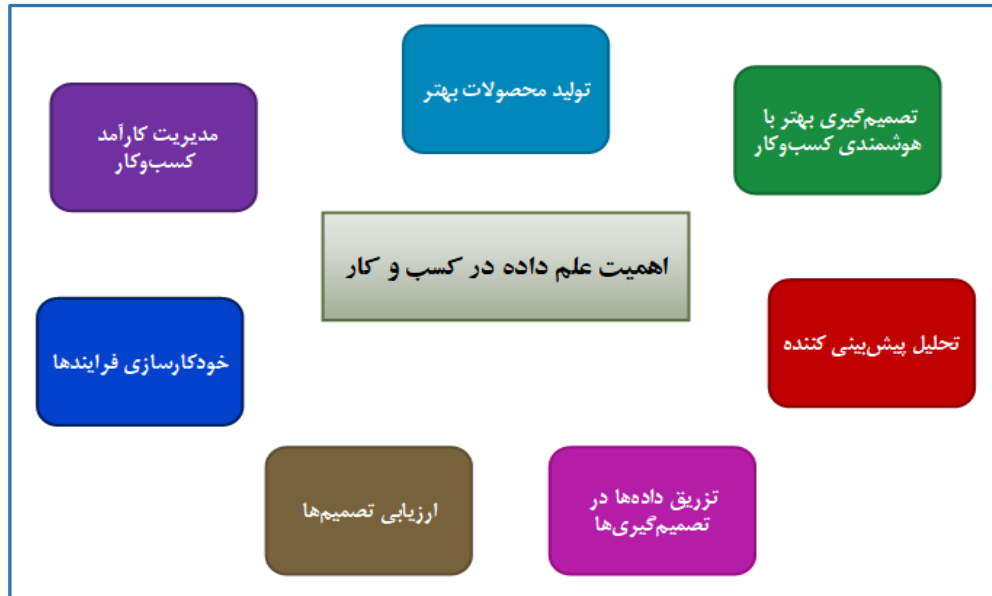 تولید محصولات بهتر
تصمیم‌گیری بهتر با
هوشمندی کسب‌وکار
مدیریت کارآمد
کسب‌وکار
اهمیت علم داده در کسب و کار
تحلیل پیش‌بینی کننده
خودکارسازی فرایندها
تزریق داده‌ها در
تصمیم‌گیری‌ها
ارزیابی تصمیم‌ها